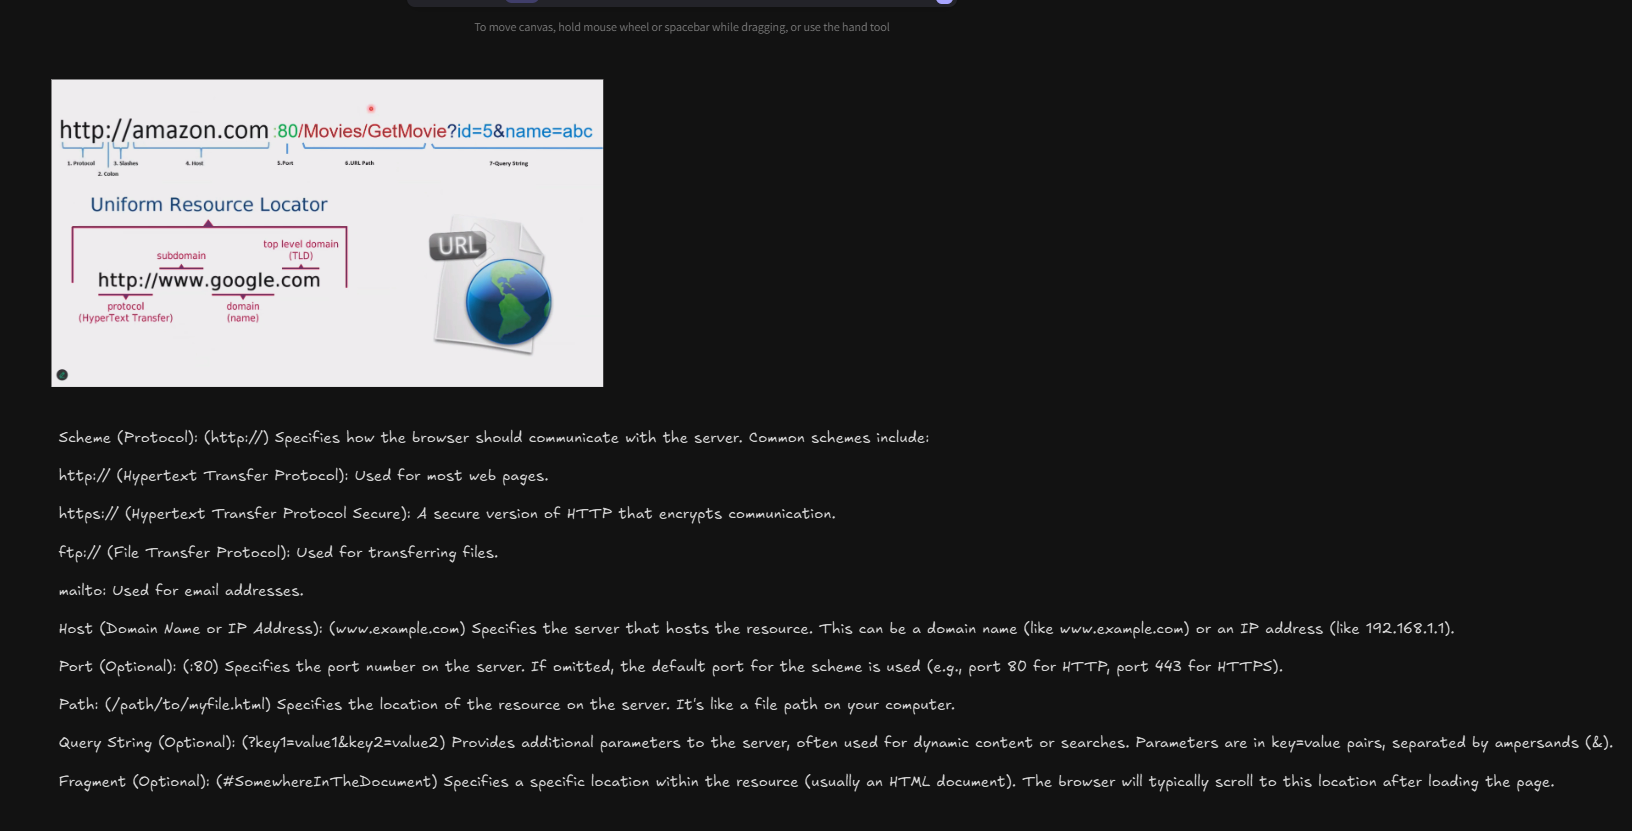 To move canvas, hold mouse wheel or spacebar while dragging, or use the hand tool
http://amazon.com :80/Movies/GetMovie?id=5&name=abc
1. Protocol
2. Colon
3. Slashes
4. Host
5.Port
6.URL Path
7-Query String
Uniform Resource Locator
subdomain
top level domain
(TLD)
http://www.google.com
protocol
(HyperText Transfer)
domain
(name)
URL
Scheme (Protocol): (http://) Specifies how the browser should communicate with the server. Common schemes include:
http:// (Hypertext Transfer Protocol): Used for most web pages.
https:// (Hypertext Transfer Protocol Secure): A secure version of HTTP that encrypts communication.
ftp:// (File Transfer Protocol): Used for transferring files.
mailto: Used for email addresses.
Host (Domain Name or IP Address): (www.example.com) Specifies the server that hosts the resource. This can be a domain name (like www.example.com) or an IP address (like 192.168.1.1).
Port (Optional): (:80) Specifies the port number on the server. If omitted, the default port for the scheme is used (e.g., port 80 for HTTP, port 443 for HTTPS).
Path: (/path/to/myfile.html) Specifies the location of the resource on the server. It's like a file path on your computer.
Query String (Optional): (?key1=value1&key2=value2) Provides additional parameters to the server, often used for dynamic content or searches. Parameters are in key=value pairs, separated by ampersands (&).
Fragment (Optional): (#SomewhereInTheDocument) Specifies a specific location within the resource (usually an HTML document). The browser will typically scroll to this location after loading the page.